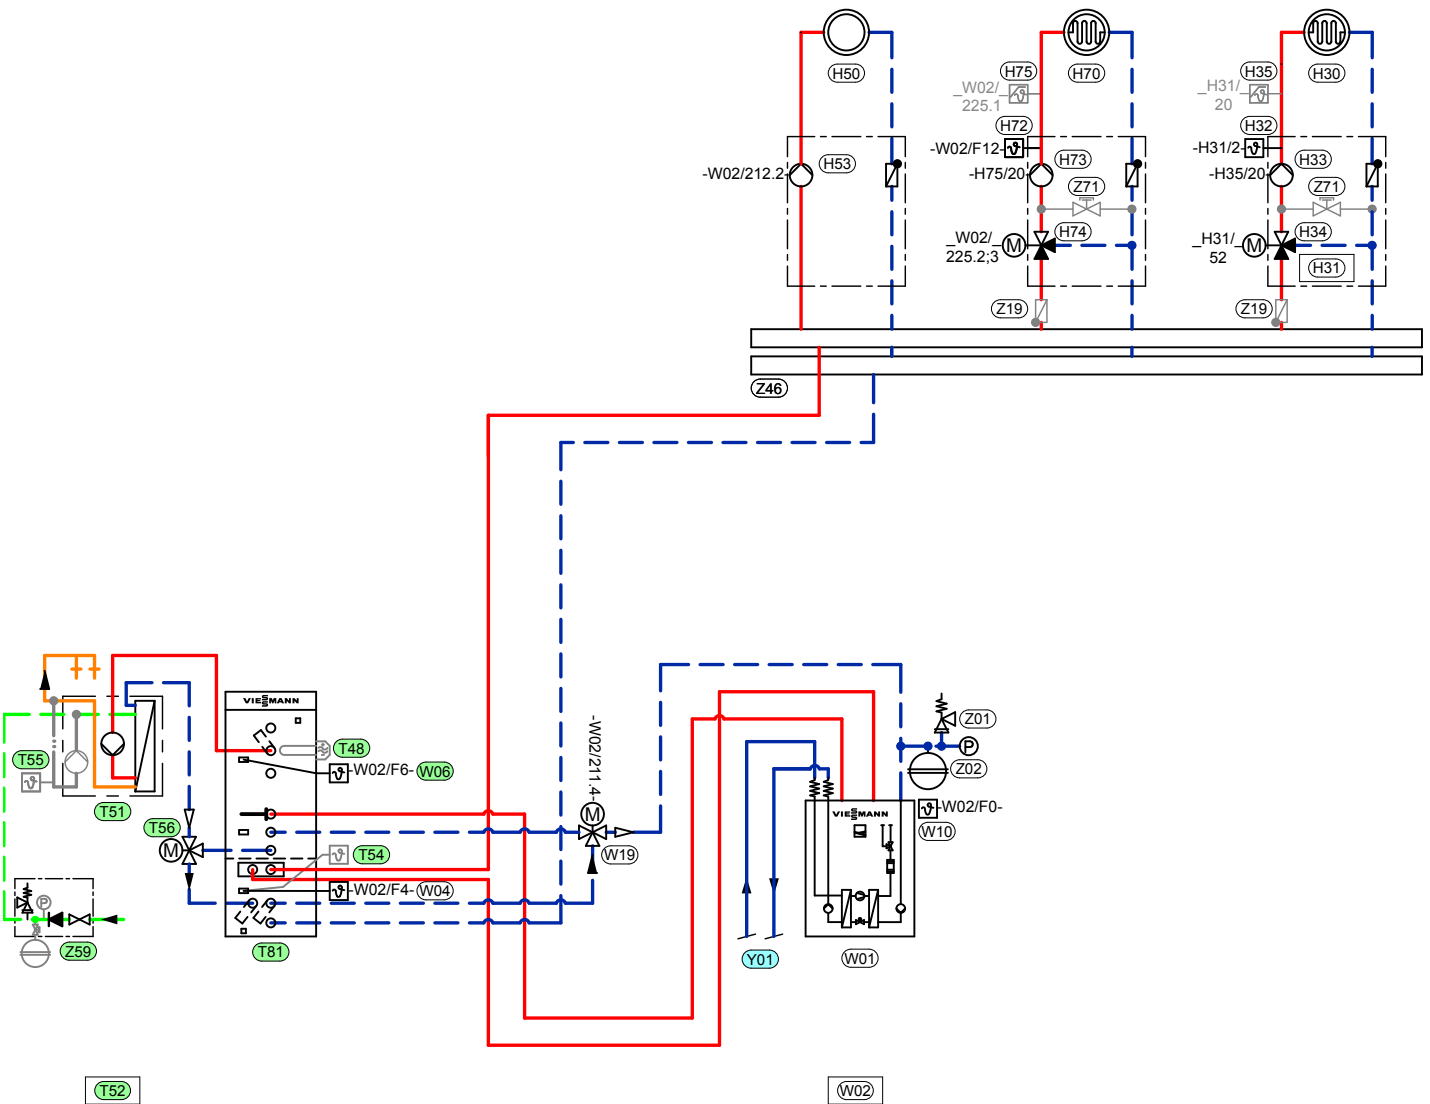 H50
H75
H70
H35
H30
_W02/_
225.1
_H31/_
20
H72
H32
-W02/F12-
-H31/2-
H53
H73
H33
-W02/212.2-
-H75/20-
-H35/20-
Z71
Z71
_W02/_
225.2;3
M
H74
_H31/_
52
M
H34
H31
Z19
Z19
Z46
VIESSMANN
T48
-W02/F6-
W06
T55
T51
T56
M
T54
-W02/F4-
W04
P
Z59
T81
-W02/211.4-
M
W19
Z01
P
Z02
VIESSMANN
-W02/F0-
W10
Y01
W01
T52
W02